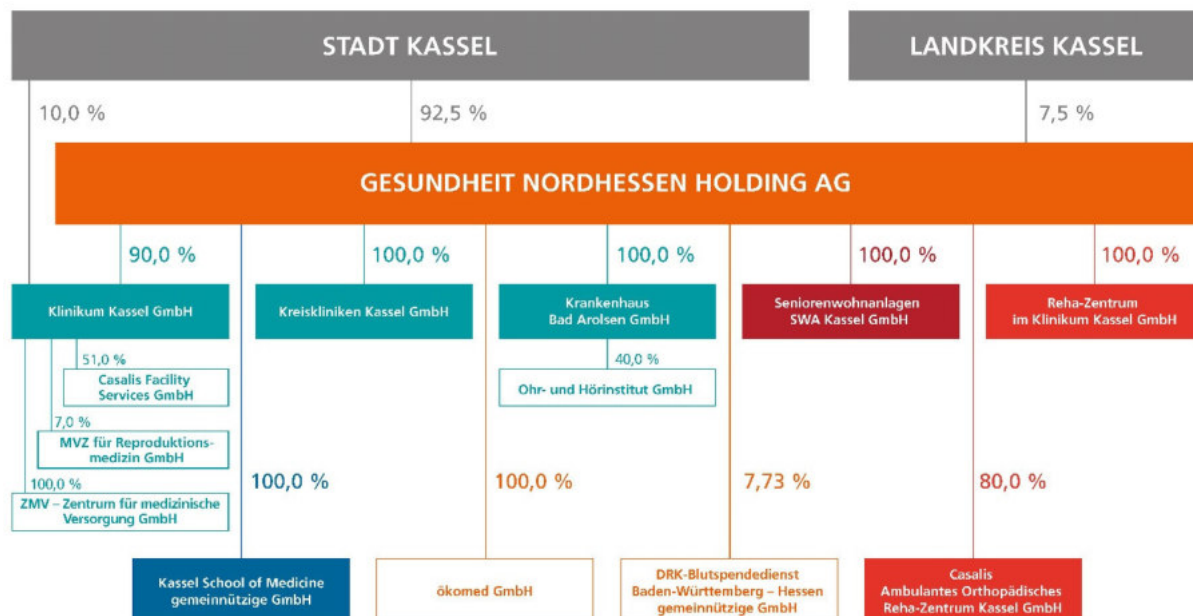 STADT KASSEL
LANDKREIS KASSEL
10,0 %
92,5 %
7,5 %
GESUNDHEIT NORDHESSEN HOLDING AG
90,0 %
100,0 %
100,0 %
100,0 %
100,0 %
Klinikum Kassel GmbH
Kreiskliniken Kassel GmbH
Krankenhaus
Bad Arolsen GmbH
Seniorenwohnanlagen
SWA Kassel GmbH
Reha-Zentrum
im Klinikum Kassel GmbH
51,0 %
Casalis Facility
Services GmbH
40,0 %
Ohr- und Hörinstitut GmbH
7,0 %
MVZ für Reproduktions-
medizin GmbH
100,0 %
ZMV – Zentrum für medizinische
Versorgung GmbH
100,0 %
100,0 %
7,73 %
80,0 %
Kassel School of Medicine
gemeinnützige GmbH
ökomed GmbH
DRK-Blutspendedienst
Baden-Württemberg – Hessen
gemeinnützige GmbH
Casalis
Ambulantes Orthopädisches
Reha-Zentrum Kassel GmbH